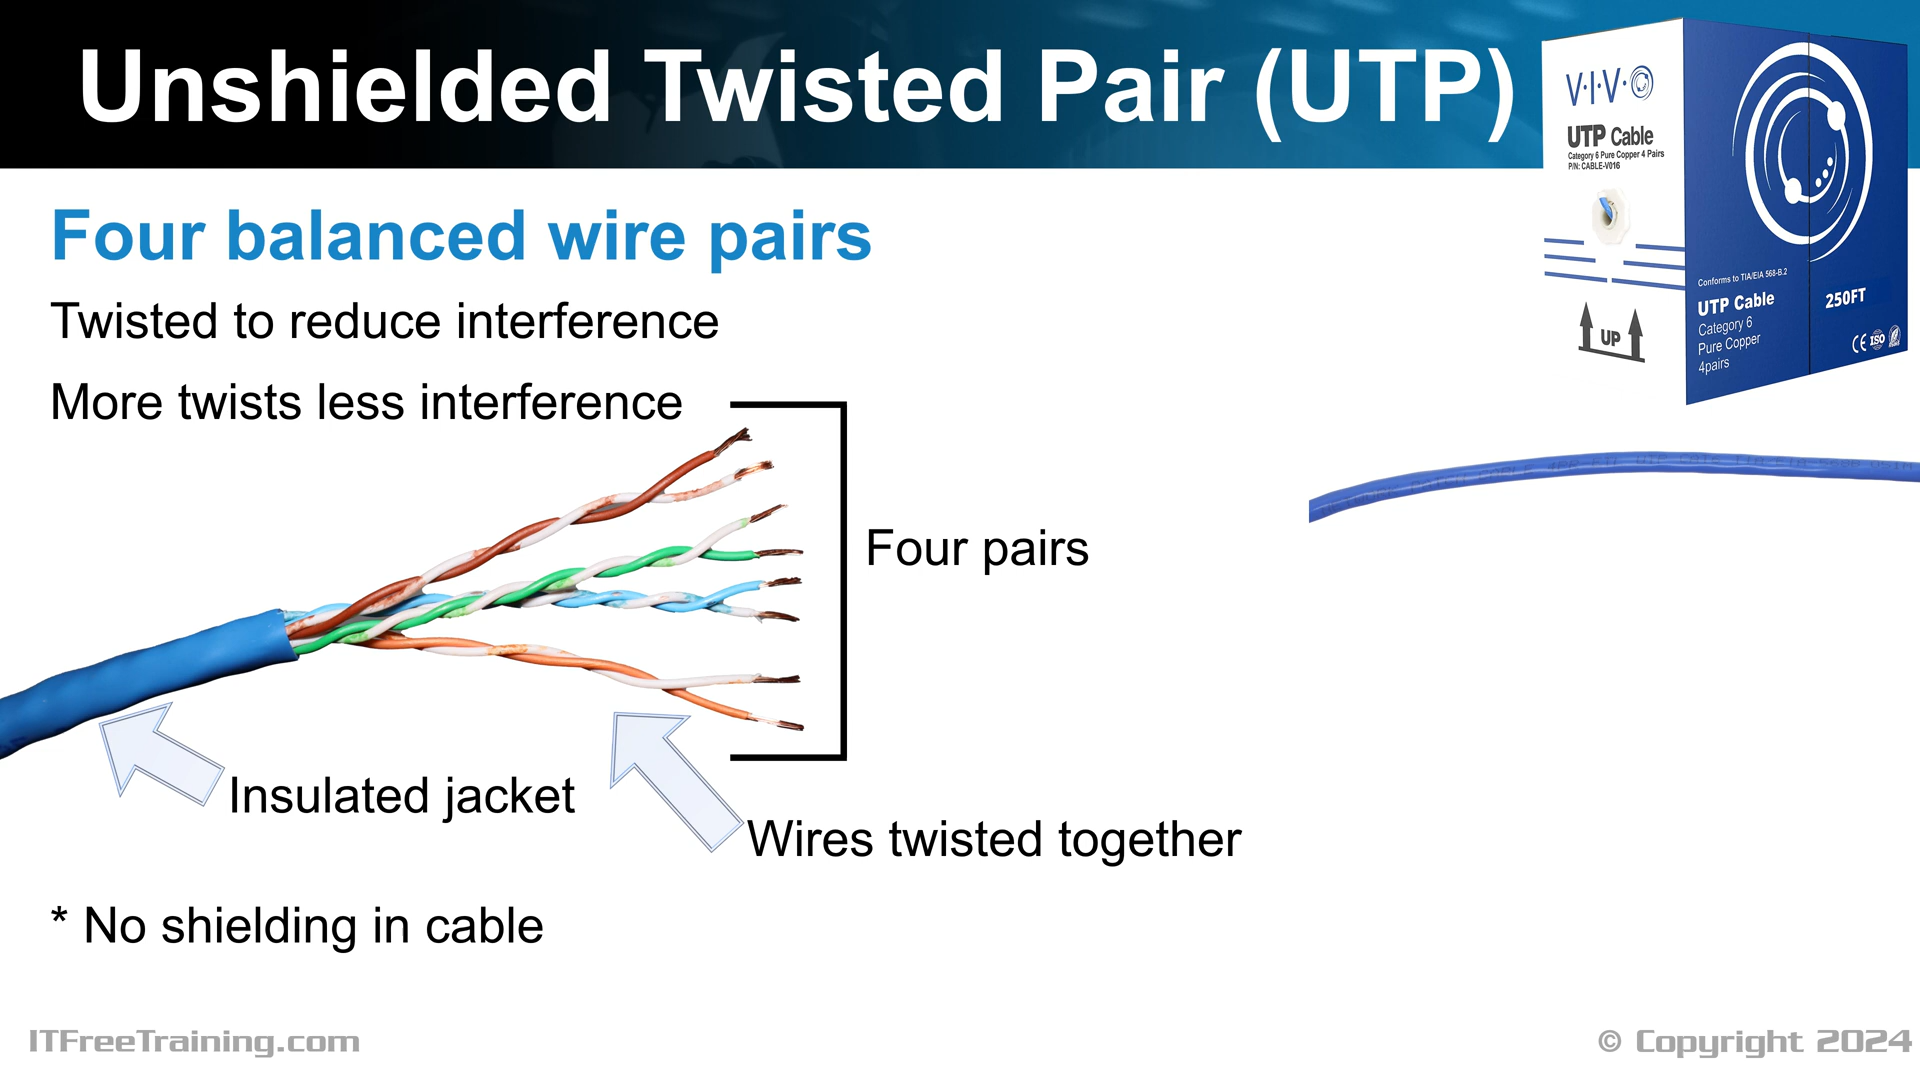 Unshielded Twisted Pair (UTP)
V·I·V·O
UTP Cable
Category 6 Pure Copper 4 Pairs
P/N: CABLE-V016
UP
Conforms to TIA/EIA 568-B.2
UTP Cable
Category 6
Pure Copper
4pairs
250FT
CE ISO
Four balanced wire pairs
Twisted to reduce interference
More twists less interference
Four pairs
Insulated jacket
Wires twisted together
* No shielding in cable
ITFreeTraining.com
© Copyright 2024